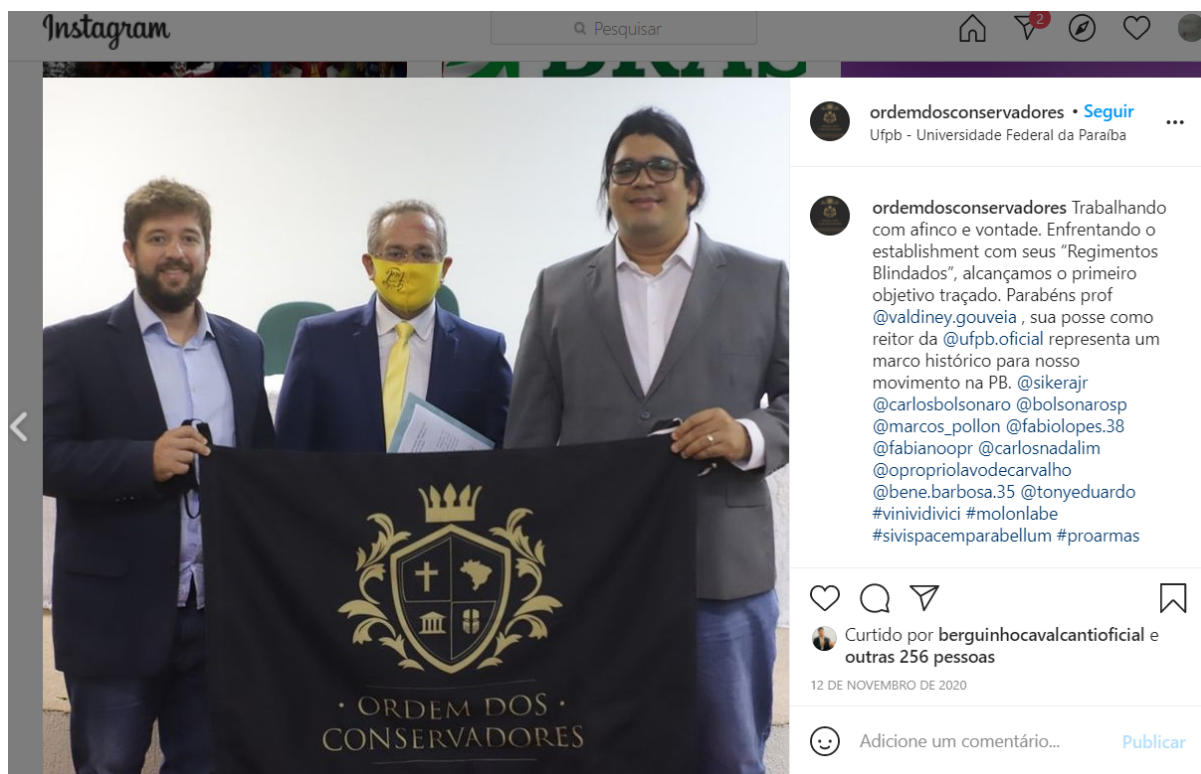 Instagram
Pesquisar
2
ordemdosconservadores • Seguir
Ufpb - Universidade Federal da Paraíba
...
ordemdosconservadores Trabalhando
com afinco e vontade. Enfrentando o
establishment com seus “Regimentos
Blindados”, alcançamos o primeiro
objetivo traçado. Parabéns prof
@valdiney.gouveia , sua posse como
reitor da @ufpb.oficial representa um
marco histórico para nosso
movimento na PB. @sikerajr
@carlosbolsonaro @bolsonarosp
@marcos_pollon @fabiolopes.38
@fabianoopr @carlosnadalim
@opropriolavodecarvalho
@bene.barbosa.35 @tonyeduardo
#vinividivici #molonlabe
#sivispacemparabellum #proarmas
Curtido por berguinhocavalcantioficial e
outras 256 pessoas
12 DE NOVEMBRO DE 2020
Adicione um comentário... Publicar
· ORDEM DOS ·
CONSERVADORES